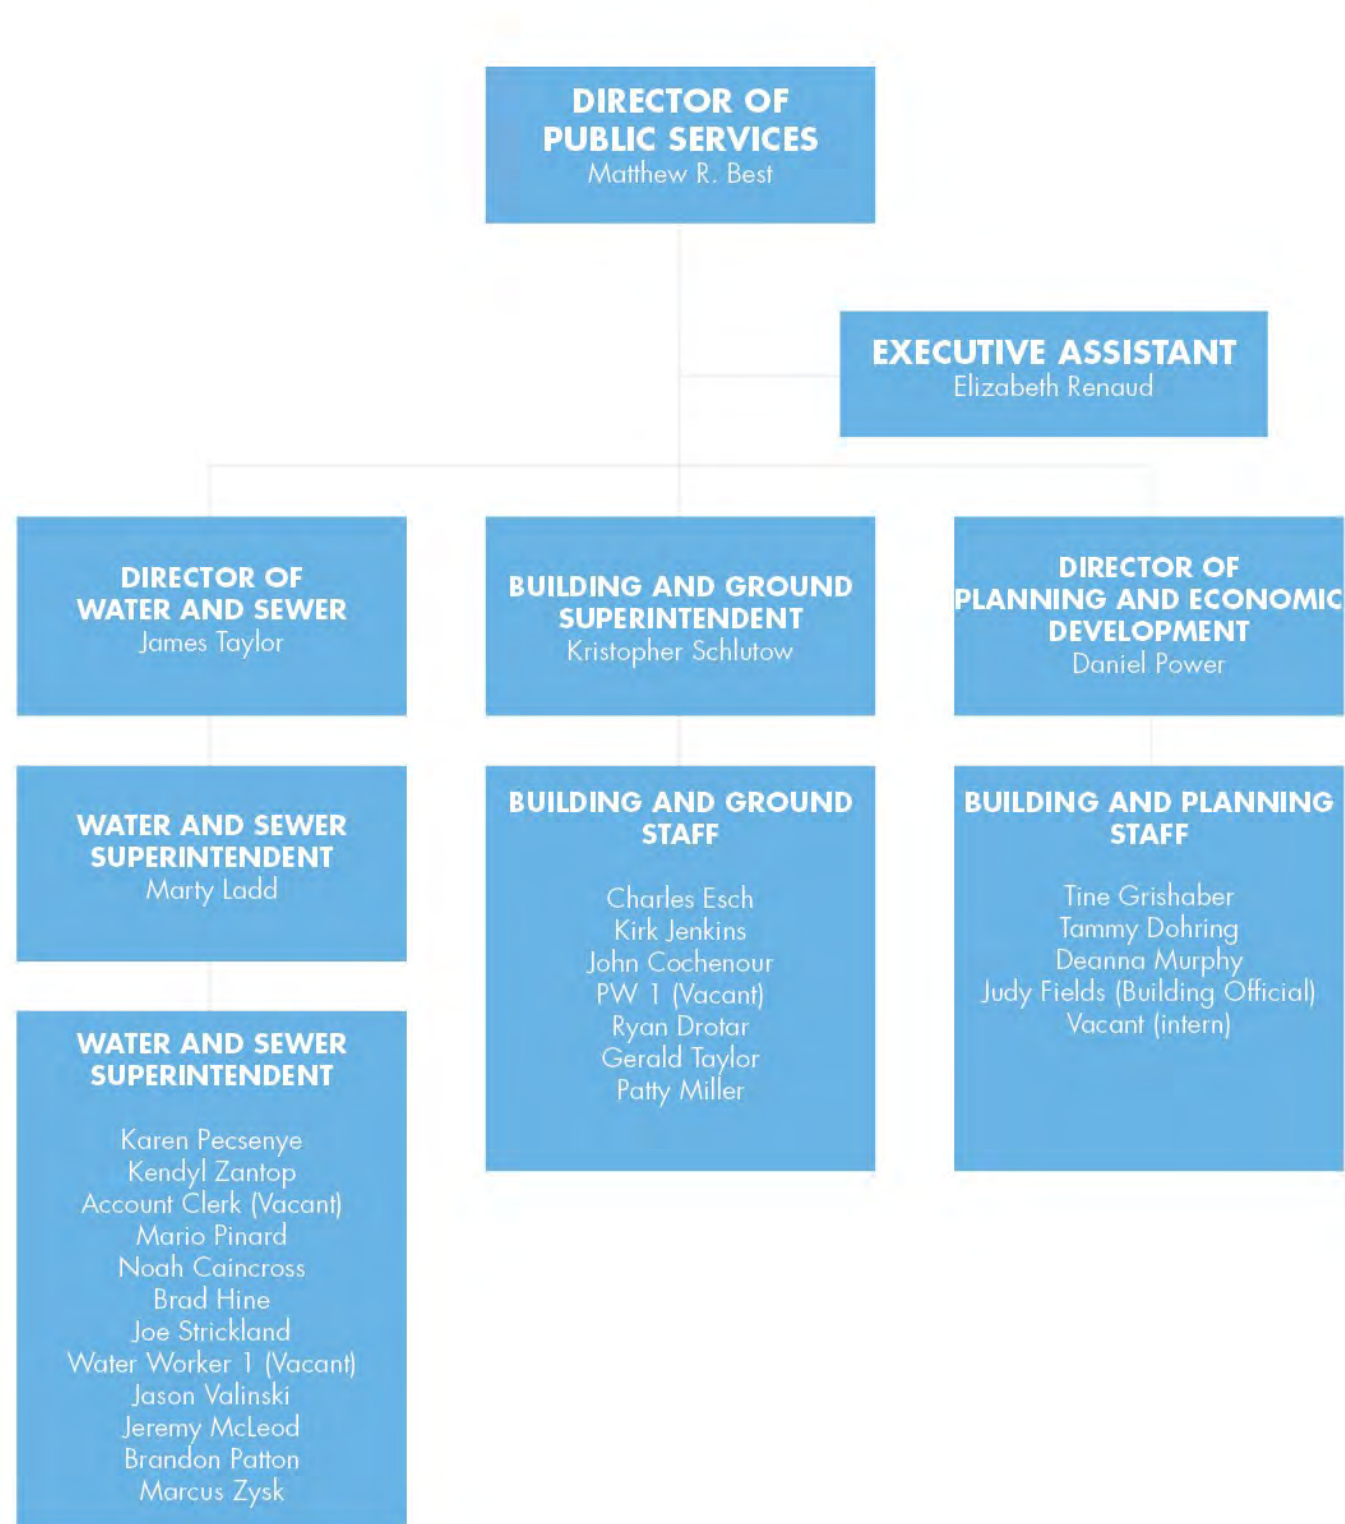 DIRECTOR OF
PUBLIC SERVICES
Matthew R. Best
EXECUTIVE ASSISTANT
Elizabeth Renaud
DIRECTOR OF
WATER AND SEWER
James Taylor
BUILDING AND GROUND
SUPERINTENDENT
Kristopher Schlutow
DIRECTOR OF
PLANNING AND ECONOMIC
DEVELOPMENT
Daniel Power
WATER AND SEWER
SUPERINTENDENT
Marty Ladd
BUILDING AND GROUND
STAFF
Charles Esch
Kirk Jenkins
John Cochenour
PW 1 (Vacant)
Ryan Drotar
Gerald Taylor
Patty Miller
BUILDING AND PLANNING
STAFF
Tine Grishaber
Tammy Dohring
Deanna Murphy
Judy Fields (Building Official)
Vacant (intern)
WATER AND SEWER
SUPERINTENDENT
Karen Pecsenye
Kendyl Zantop
Account Clerk (Vacant)
Mario Pinard
Noah Caincross
Brad Hine
Joe Strickland
Water Worker 1 (Vacant)
Jason Valinski
Jeremy McLeod
Brandon Patton
Marcus Zysk